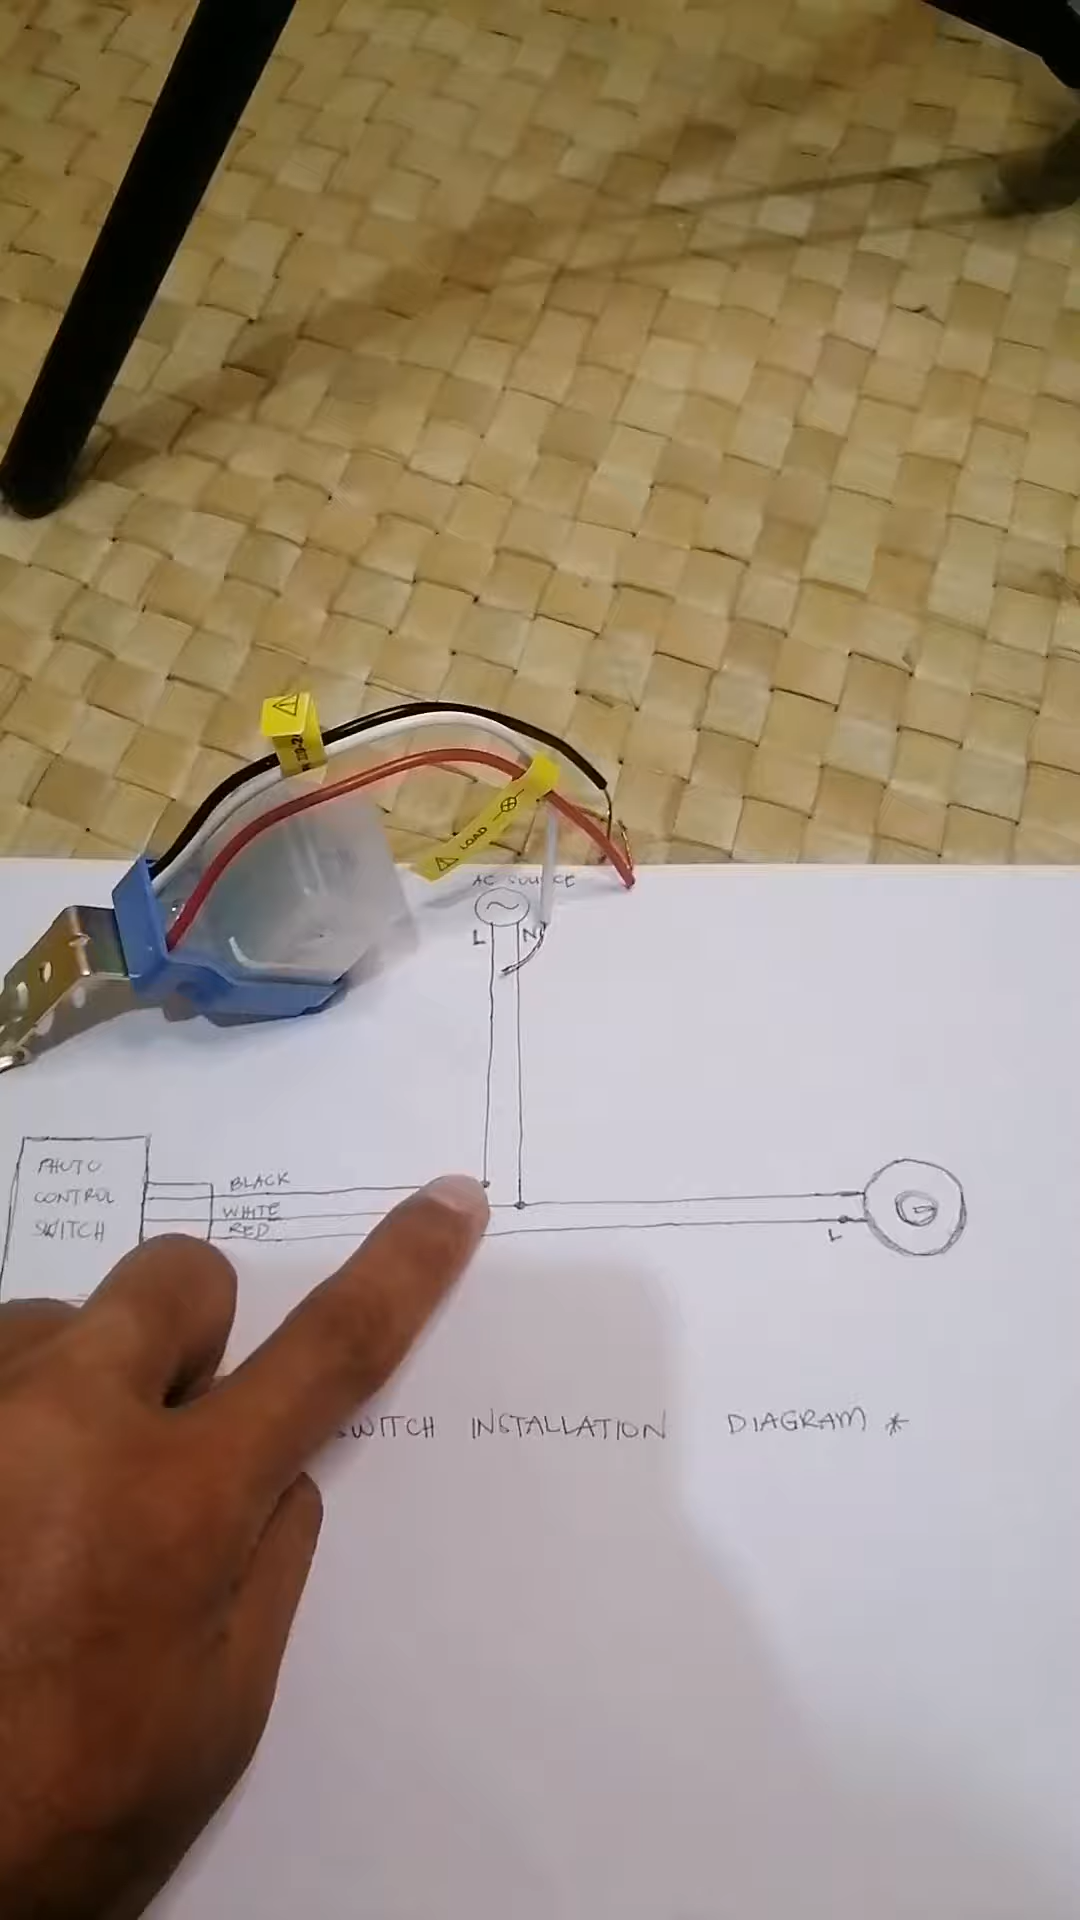 LOAD
AC SOURCE
L N
PHOTO
CONTROL
SWITCH
BLACK
WHITE
RED
L
SWITCH INSTALLATION DIAGRAM *